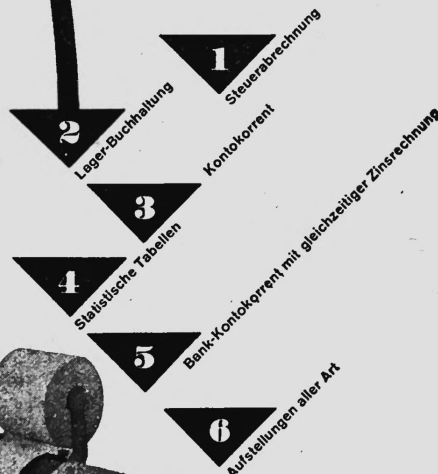 1
Steuerabrechnung
2
Lager-Buchhaltung
3
Kontokorrent
4
Statistische Tabellen
5
Bank-Kontokorrent mit gleichzeitiger Zinsrechnung
6
Aufstellungen aller Art